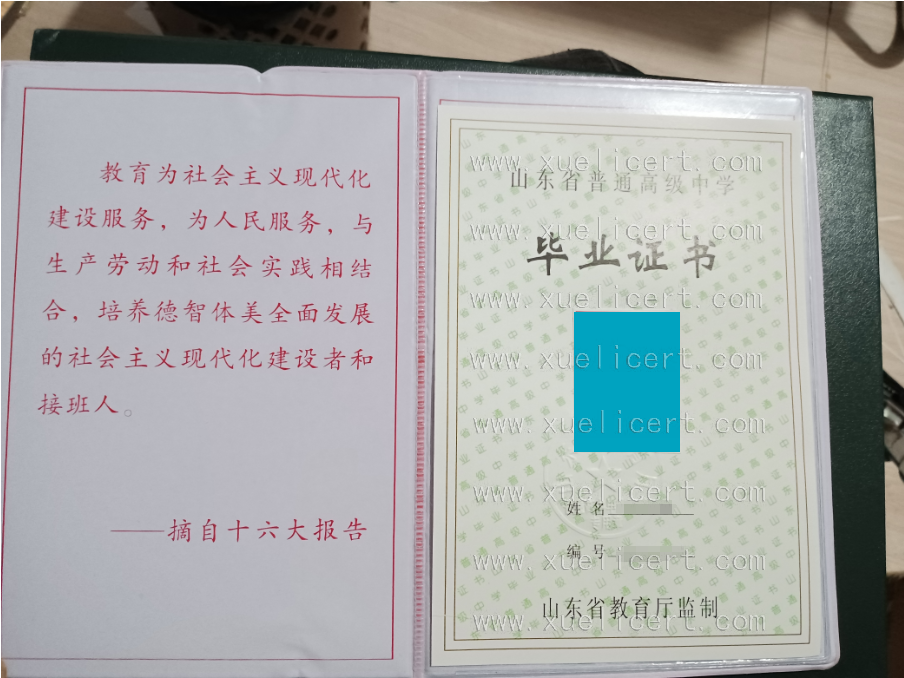 教育为社会主义现代化
建设服务，为人民服务，与
生产劳动和社会实践相结
合，培养德智体美全面发展
的社会主义现代化建设者和
接班人。
——摘自十六大报告
www.xuelicert.com
山东省普通高级中学
www.xuelicert.com
毕业证书
www.xuelicert.com
www.xuelicert.com
www.xuelicert.com
www.xuelicert.com
姓名
编号
www.xuelicert.com
山东省教育厅监制
www.xuelicert.com